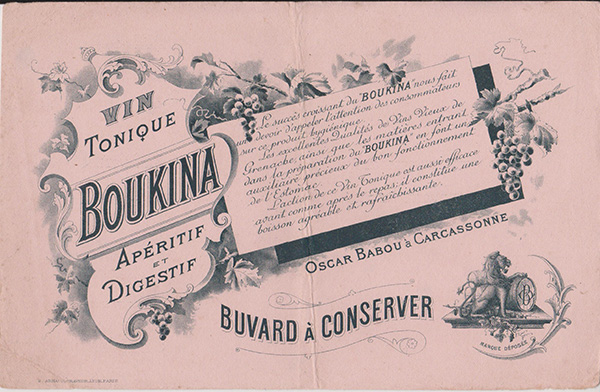 VIN
TONIQUE
BOUKINA
APÉRITIF
ET
DIGESTIF
Le succès croissant du "BOUKINA" nous fait
un devoir d'appeler l'attention des consommateurs
sur ce produit hygiénique.
Les excellentes qualités de Vins Vieux de
Grenache, ainsi que les matières entrant
dans la préparation de "BOUKINA" en font un
auxiliaire précieux du bon fonctionnement
de l'Estomac.
L'action de ce Vin Tonique est aussi efficace
avant comme après le repas; il constitue une
boisson agréable et rafraîchissante.
OSCAR BABOU à CARCASSONNE
BUVARD À CONSERVER
B
MARQUE DÉPOSÉE